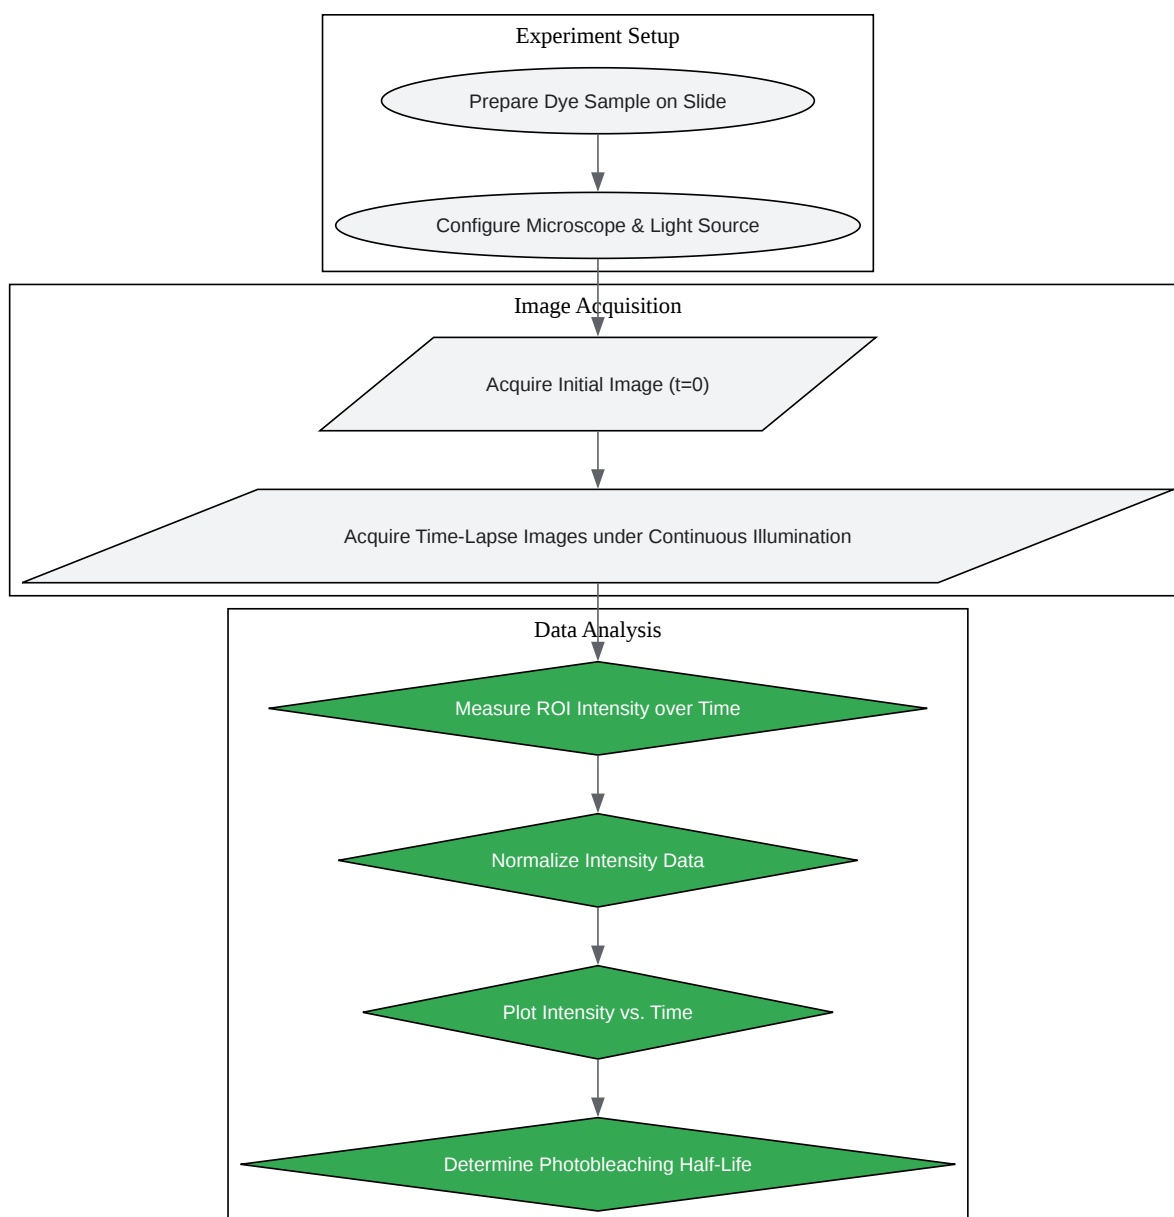 Experiment Setup
Prepare Dye Sample on Slide
Configure Microscope & Light Source
Image Acquisition
Acquire Initial Image (t=0)
Acquire Time-Lapse Images under Continuous Illumination
Data Analysis
Measure ROI Intensity over Time
Normalize Intensity Data
Plot Intensity vs. Time
Determine Photobleaching Half-Life